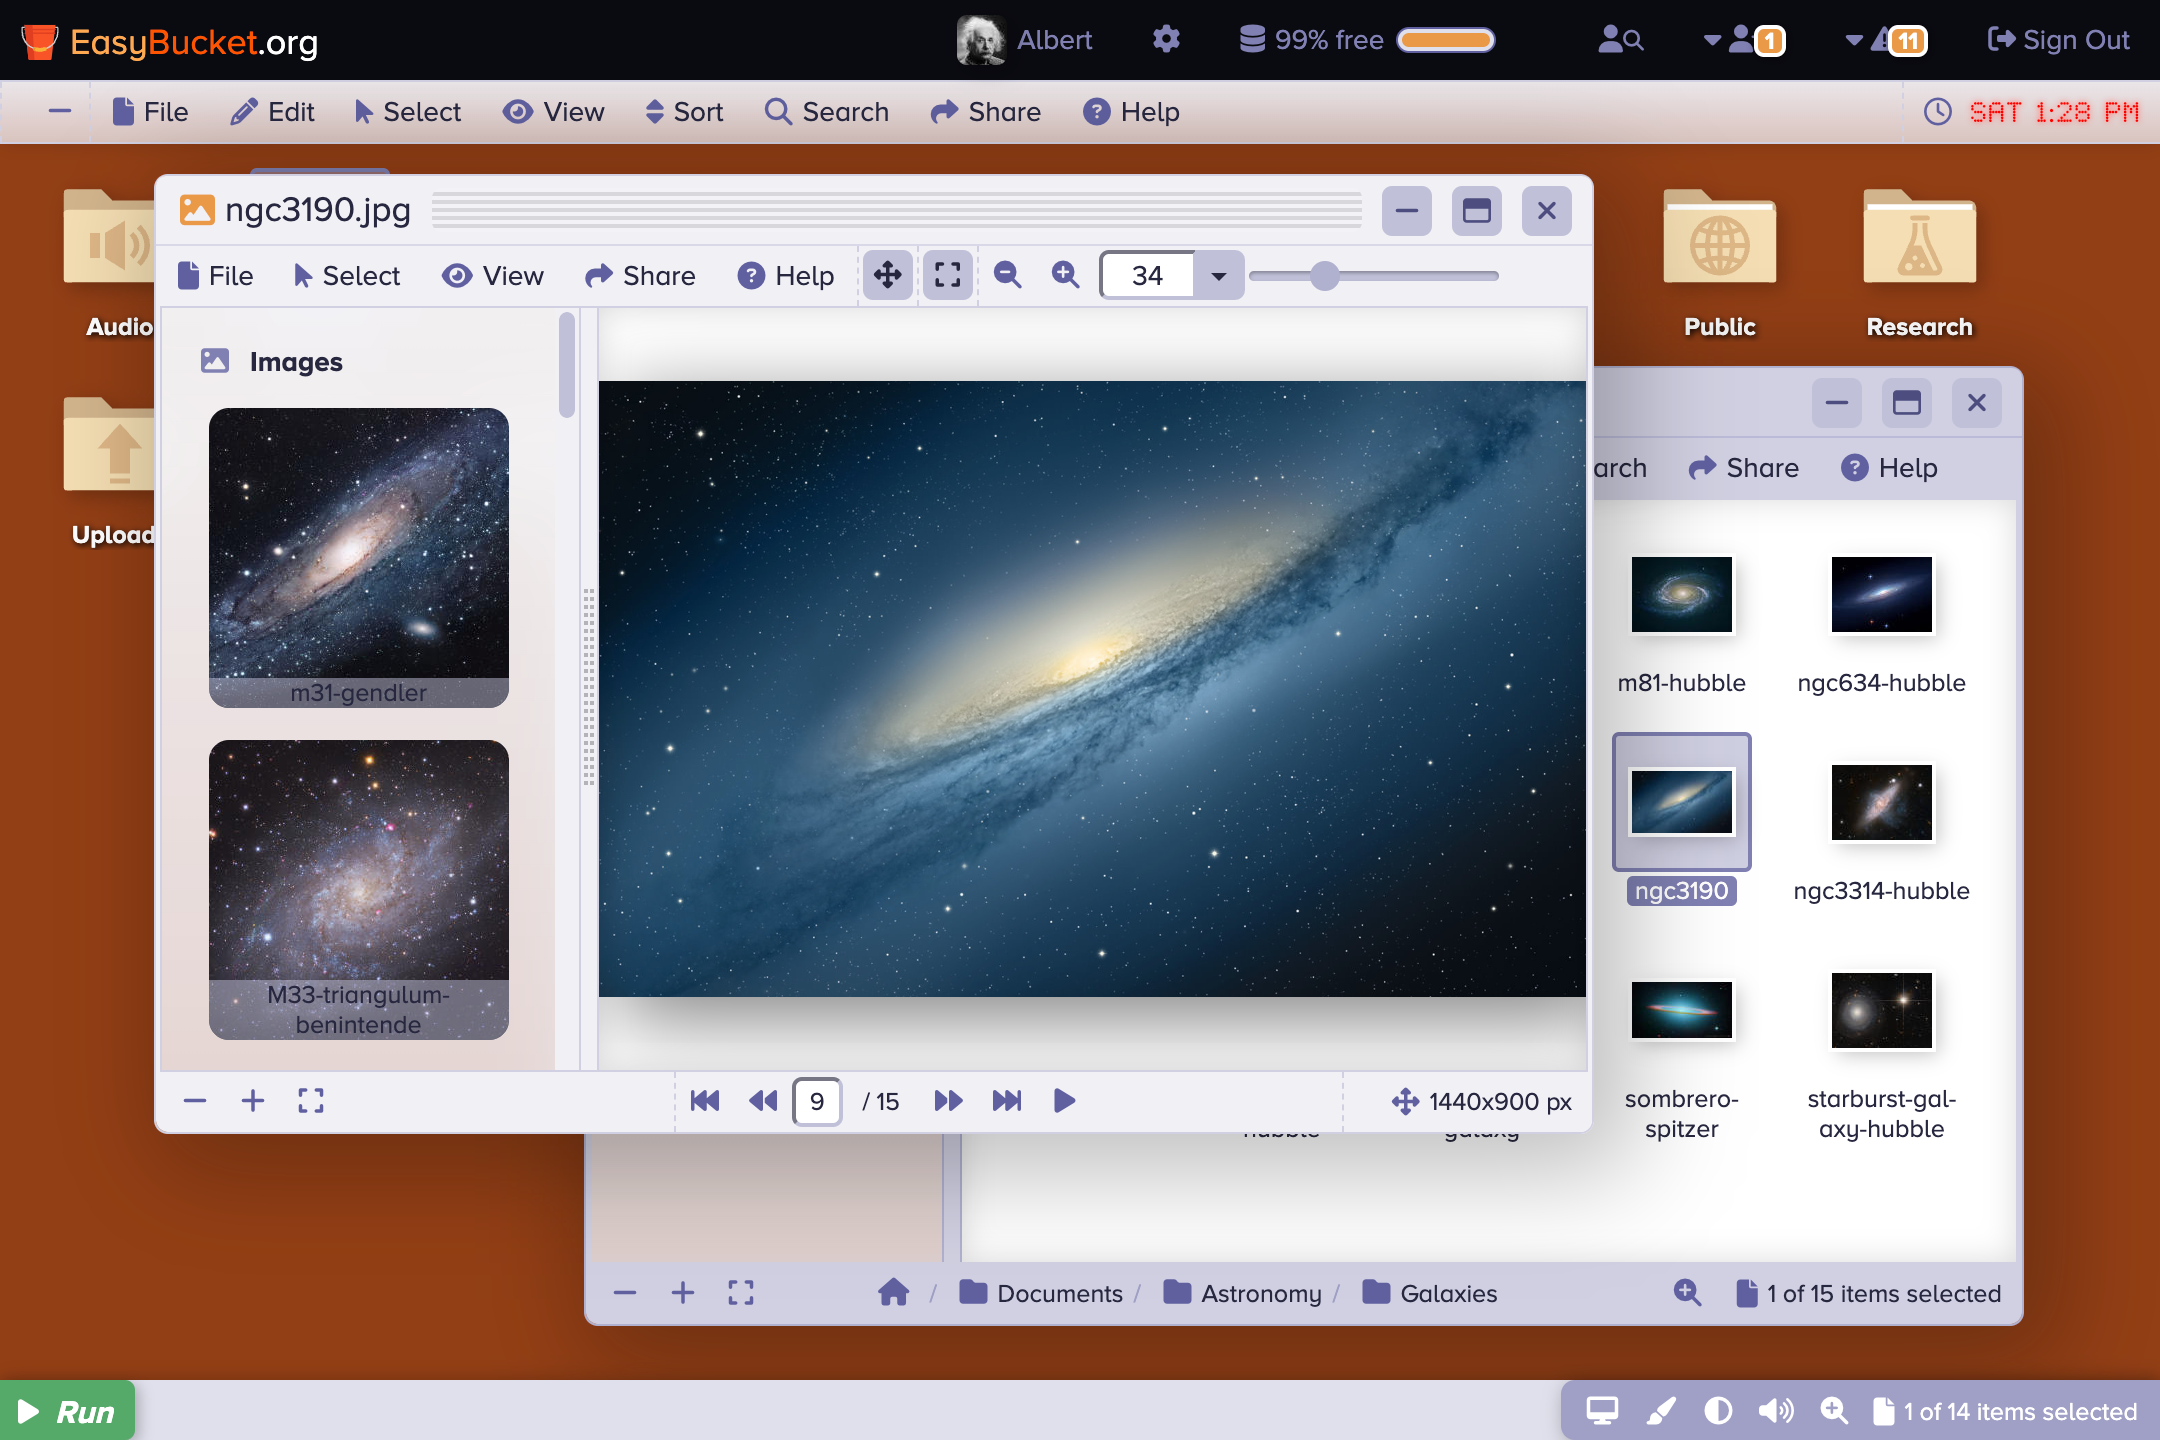 EasyBucket.org
Albert
99% free
1
11
Sign Out
File Edit Select View Sort Search Share Help
SAT 1:28 PM
Audio
Upload
Public
Research
ngc3190.jpg
File Select View Share Help
34
Images
m31-gendler
M33-triangulum-
benintende
9 / 15
1440x900 px
arch Share Help
m81-hubble
ngc634-hubble
ngc3190
ngc3314-hubble
sombrero-
spitzer
starburst-gal-
axy-hubble
hubble
galaxy
/ Documents / Astronomy / Galaxies
1 of 15 items selected
Run
1 of 14 items selected